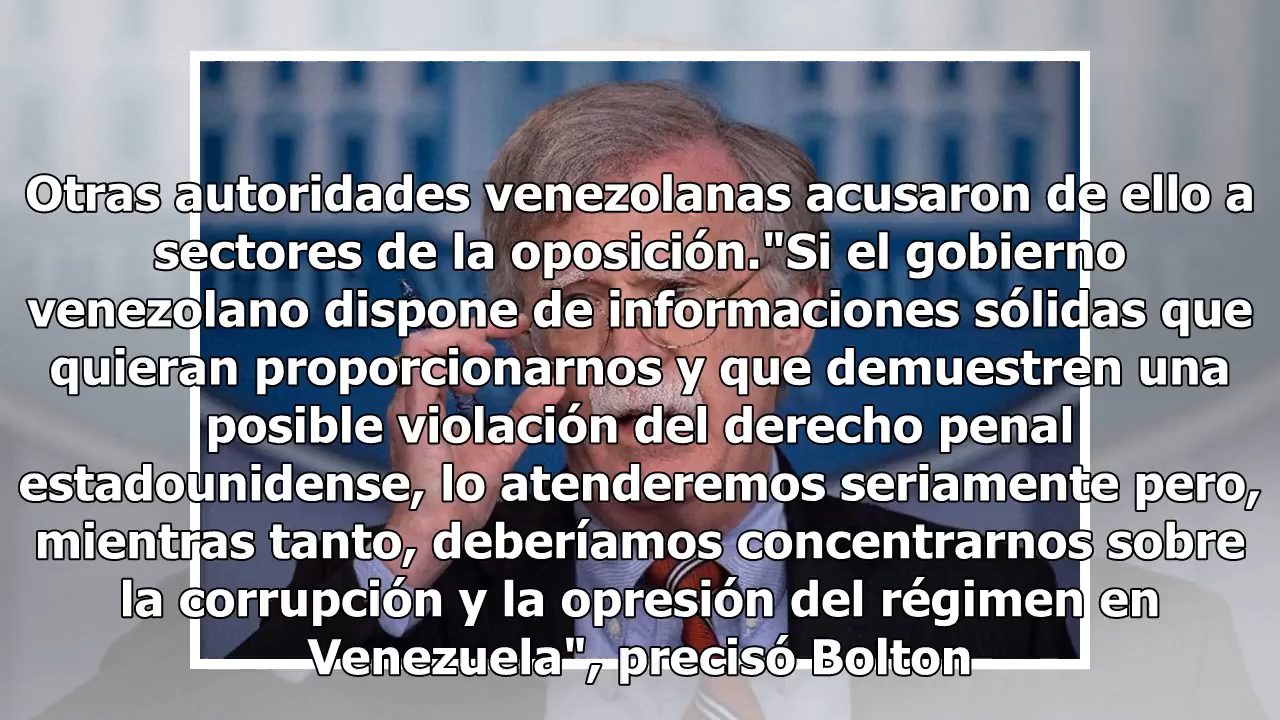 Otras autoridades venezolanas acusaron de ello a
sectores de la oposición."Si el gobierno
venezolano dispone de informaciones sólidas que
quieran proporcionarnos y que demuestren una
posible violación del derecho penal
estadounidense, lo atenderemos seriamente pero,
mientras tanto, deberíamos concentrarnos sobre
la corrupción y la opresión del régimen en
Venezuela", precisó Bolton